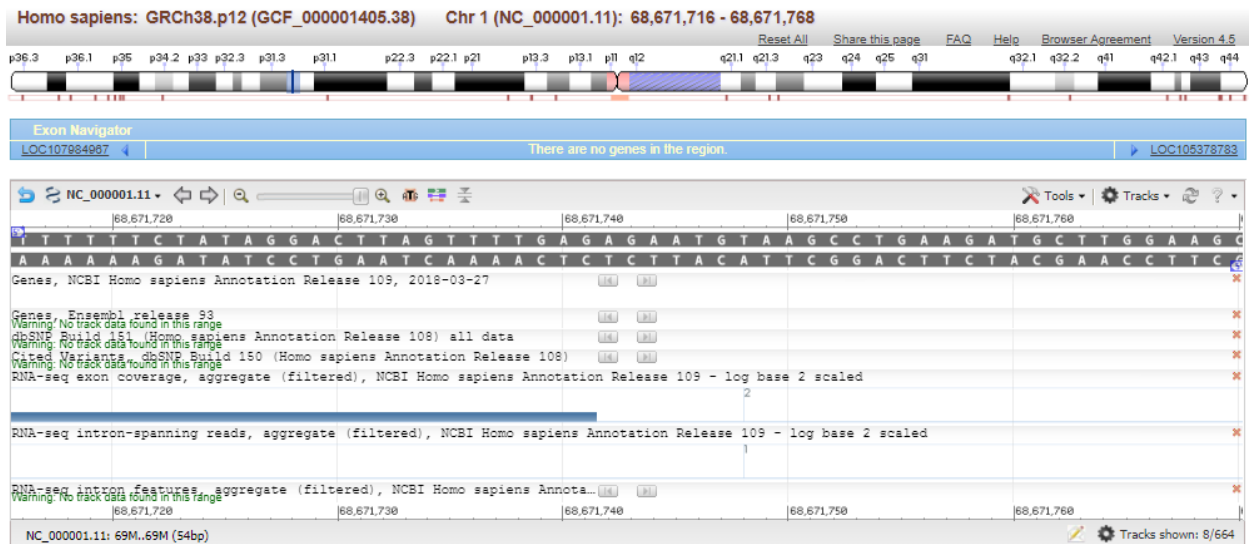 Homo sapiens: GRCh38.p12 (GCF_000001405.38) Chr 1 (NC_000001.11): 68,671,716 - 68,671,768
Reset All Share this page FAQ Help Browser Agreement Version 4.5
p36.3 p36.1 p35 p34.2 p33 p32.3 p31.3 p31.1 p22.3 p22.1 p21 p13.3 p13.1 p11 q12 q21.1 q21.3 q23 q24 q25 q31 q32.1 q32.2 q41 q42.1 q43 q44
Exon Navigator
LOC107984967 There are no genes in the region. LOC105378783
NC_000001.11 Tools Tracks ?
68,671,720 68,671,730 68,671,740 68,671,750 68,671,760
T T T T T C T A T A G G A C T T A G T T T T G A G A G A A T G T A A G C C T G A A G A T G C T T G G A A G C
A A A A A G A T A T C C T G A A T C A A A A C T C T C T T A C A T T C G G A C T T C T A C G A A C C T T C G
Genes, NCBI Homo sapiens Annotation Release 109, 2018-03-27
Genes, Ensembl release 93
Warning: No track data found in this range
dbSNP Build 151 (Homo sapiens Annotation Release 108) all data
Warning: No track data found in this range
Cited Variants, dbSNP Build 150 (Homo sapiens Annotation Release 108)
Warning: No track data found in this range
RNA-seq exon coverage, aggregate (filtered), NCBI Homo sapiens Annotation Release 109 - log base 2 scaled
2
RNA-seq intron-spanning reads, aggregate (filtered), NCBI Homo sapiens Annotation Release 109 - log base 2 scaled
1
RNA-seq intron features, aggregate (filtered), NCBI Homo sapiens Annota…
Warning: No track data found in this range
68,671,720 68,671,730 68,671,740 68,671,750 68,671,760
NC_000001.11: 69M..69M (54bp) Tracks shown: 8/664